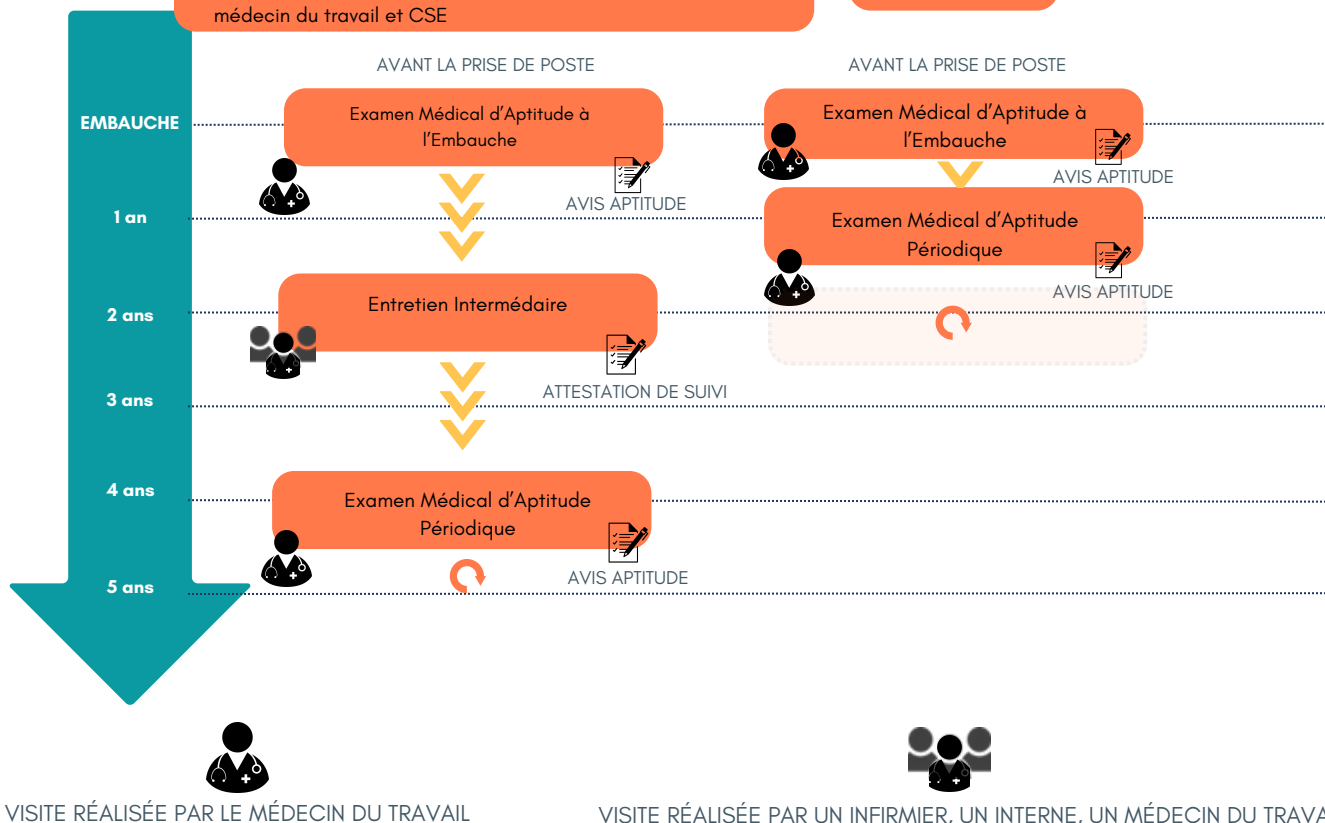 médecin du travail et CSE
AVANT LA PRISE DE POSTE
AVANT LA PRISE DE POSTE
EMBAUCHE
Examen Médical d'Aptitude à
l'Embauche
AVIS APTITUDE
Examen Médical d'Aptitude à
l'Embauche
AVIS APTITUDE
1 an
Examen Médical d'Aptitude
Périodique
AVIS APTITUDE
2 ans
Entretien Intermédaire
ATTESTATION DE SUIVI
3 ans
4 ans
Examen Médical d'Aptitude
Périodique
AVIS APTITUDE
5 ans
VISITE RÉALISÉE PAR LE MÉDECIN DU TRAVAIL
VISITE RÉALISÉE PAR UN INFIRMIER, UN INTERNE, UN MÉDECIN DU TRAVA